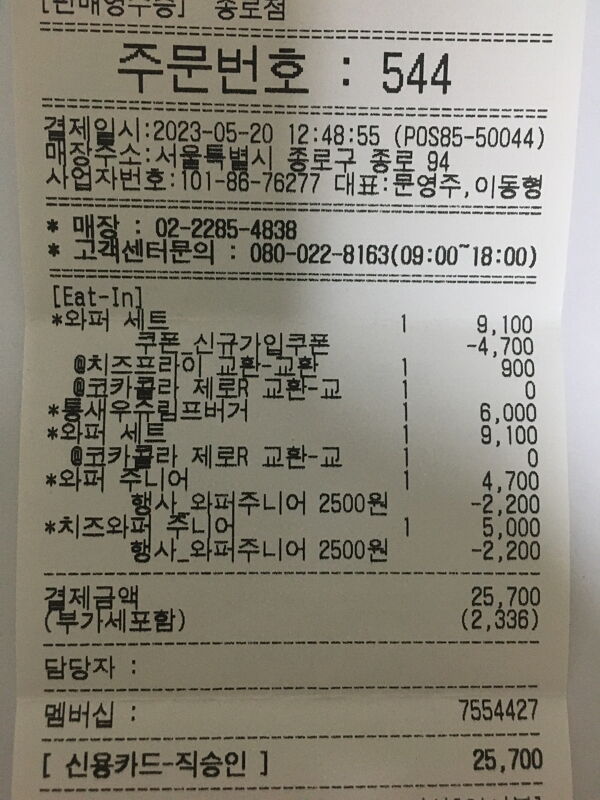 [판매영수증] 종로점
주문번호 : 544
결제일시:2023-05-20 12:48:55 (POS85-50044)
매장주소:서울특별시 종로구 종로 94
사업자번호:101-86-76277 대표:문영주,이동형
* 매장 : 02-2285-4838
* 고객센터문의 : 080-022-8163(09:00~18:00)
[Eat-In]
*와퍼 세트 1 9,100
쿠폰_신규가입쿠폰 -4,700
@치즈프라이 교환-교환 1 900
@코카콜라 제로R 교환-교 1 0
*통새우슈림프버거 1 6,000
*와퍼 세트 1 9,100
@코카콜라 제로R 교환-교 1 0
*와퍼 주니어 1 4,700
행사_와퍼주니어 2500원 -2,200
*치즈와퍼 주니어 1 5,000
행사_와퍼주니어 2500원 -2,200
결제금액 25,700
(부가세포함) (2,336)
담당자 :
멤버십 : 7554427
[ 신용카드-직승인 ] 25,700